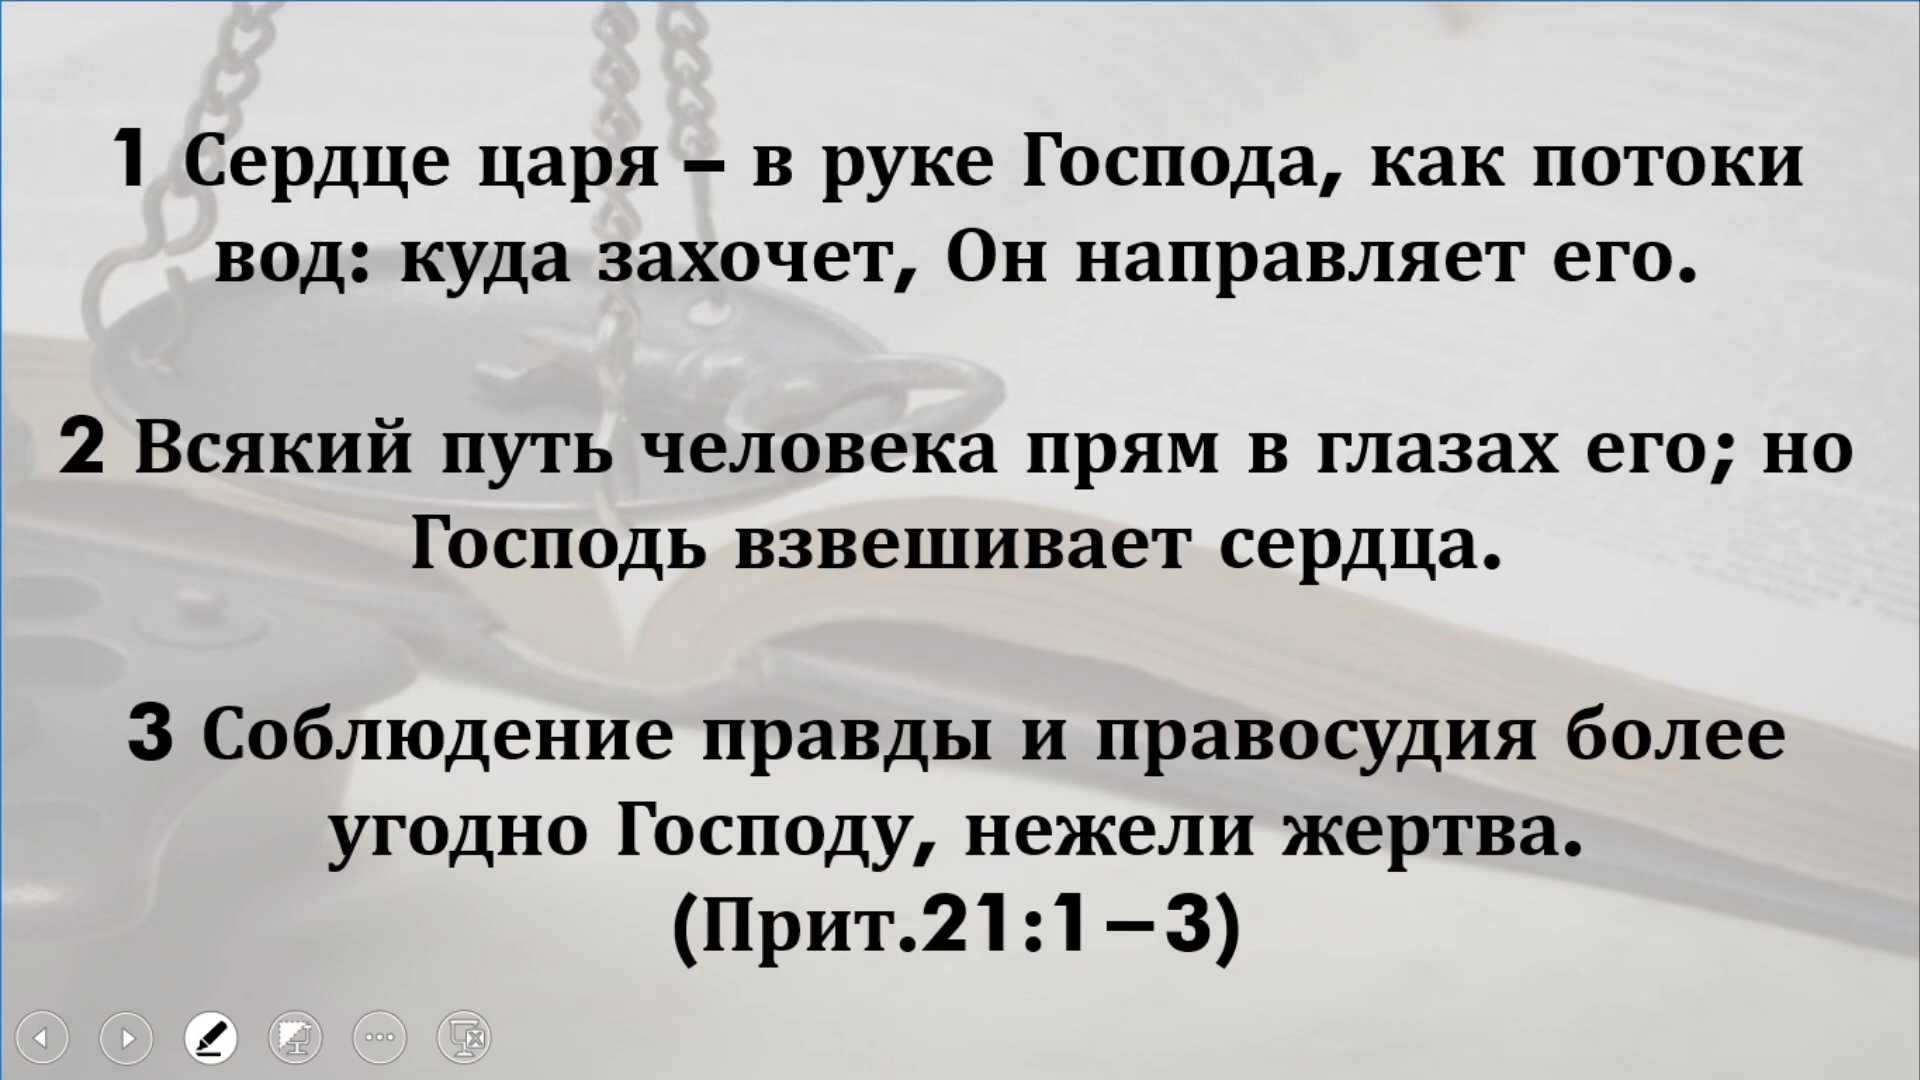 1 Сердце царя – в руке Господа, как потоки
вод: куда захочет, Он направляет его.
2 Всякий путь человека прям в глазах его; но
Господь взвешивает сердца.
3 Соблюдение правды и правосудия более
угодно Господу, нежели жертва.
(Прит.21:1–3)